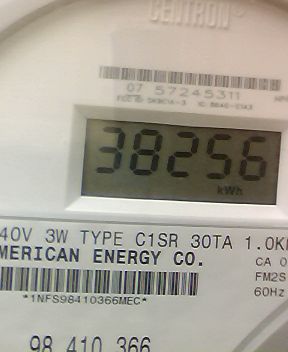 CENTRON
07 57245311
38256
kWh
40V 3W TYPE C1SR 30TA 1.0K
MERICAN ENERGY CO.
CA 0
FM2S
*1NFS98410366MEC*
60Hz
98 410 366